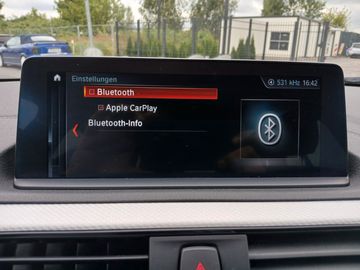 Einstellungen
531 kHz 16:42
Bluetooth
Apple CarPlay
Bluetooth-Info